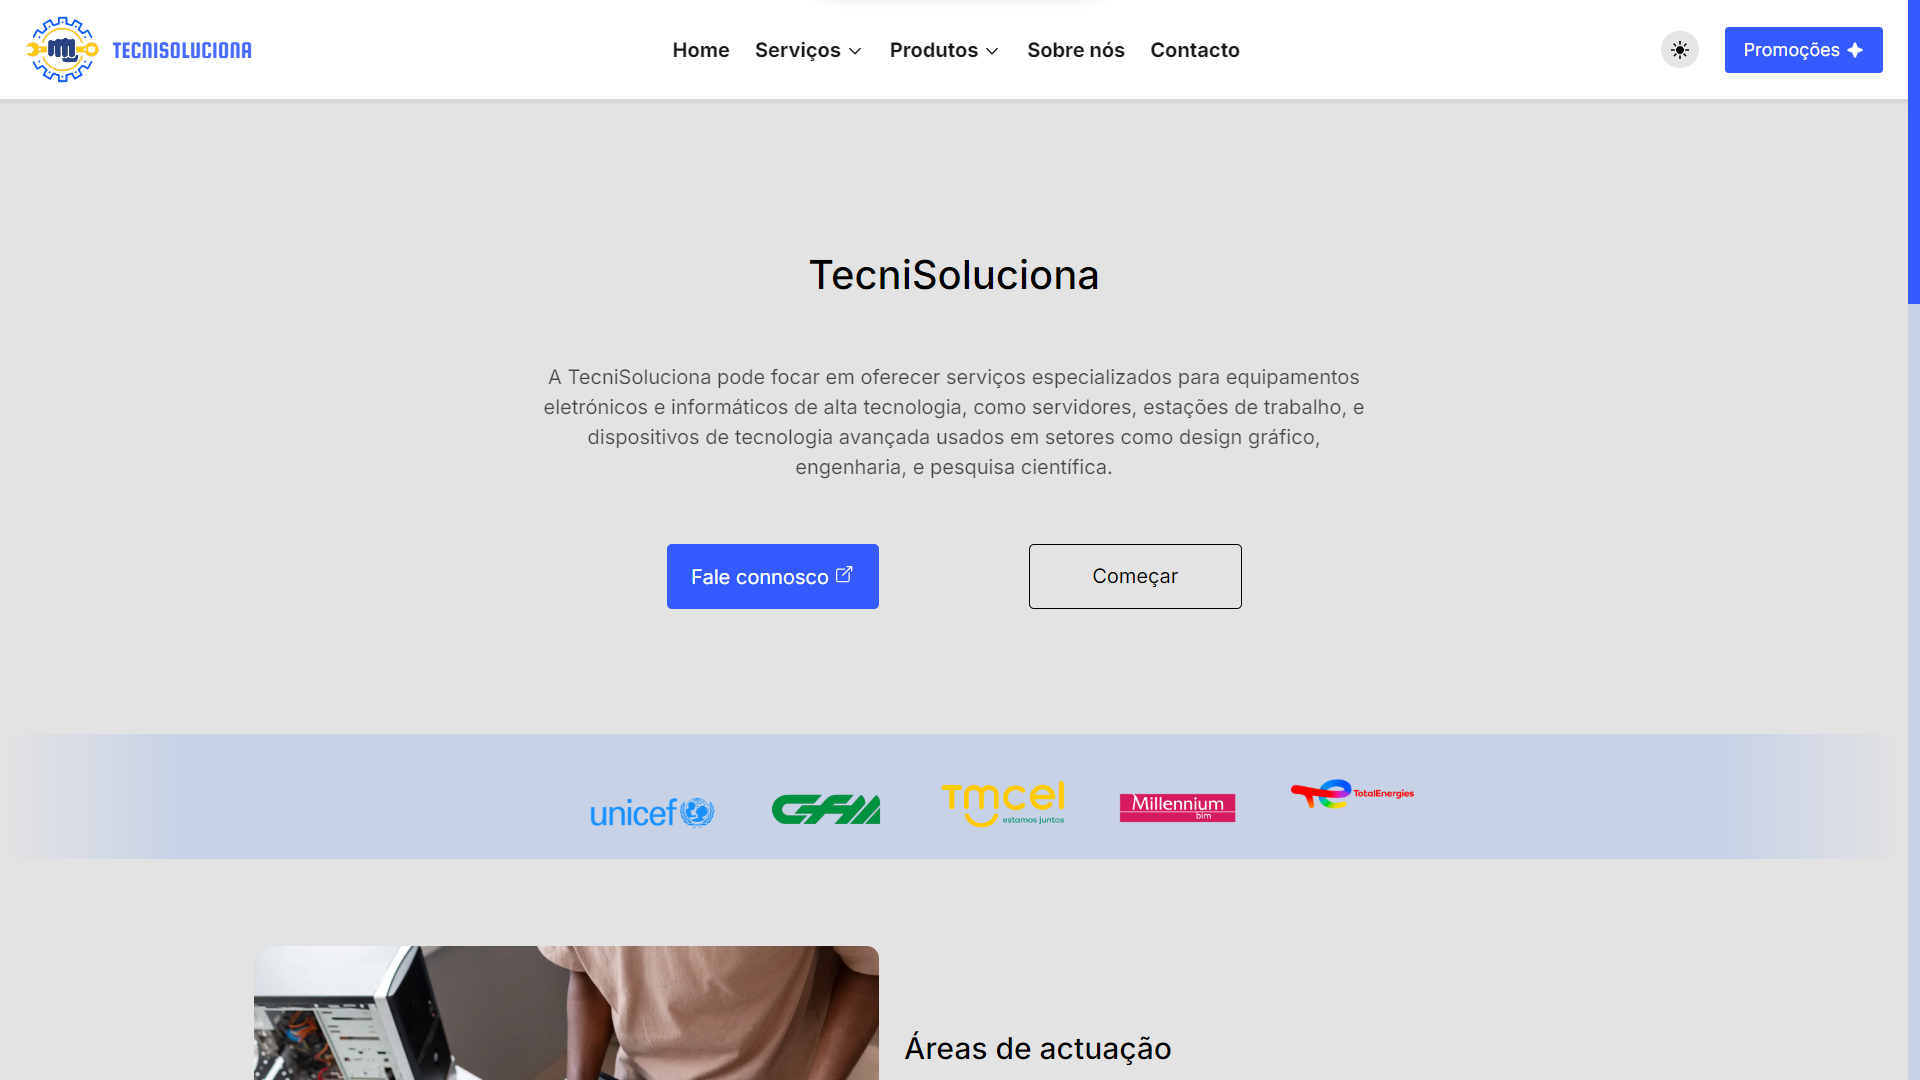 TECNISOLUCIONA
Home Serviços Produtos Sobre nós Contacto
Promoções
TecniSoluciona
A TecniSoluciona pode focar em oferecer serviços especializados para equipamentos
eletrónicos e informáticos de alta tecnologia, como servidores, estações de trabalho, e
dispositivos de tecnologia avançada usados em setores como design gráfico,
engenharia, e pesquisa científica.
Fale connosco
Começar
unicef
CFM
Tmcel
estamos juntos
Millennium
bim
TotalEnergies
Áreas de actuação